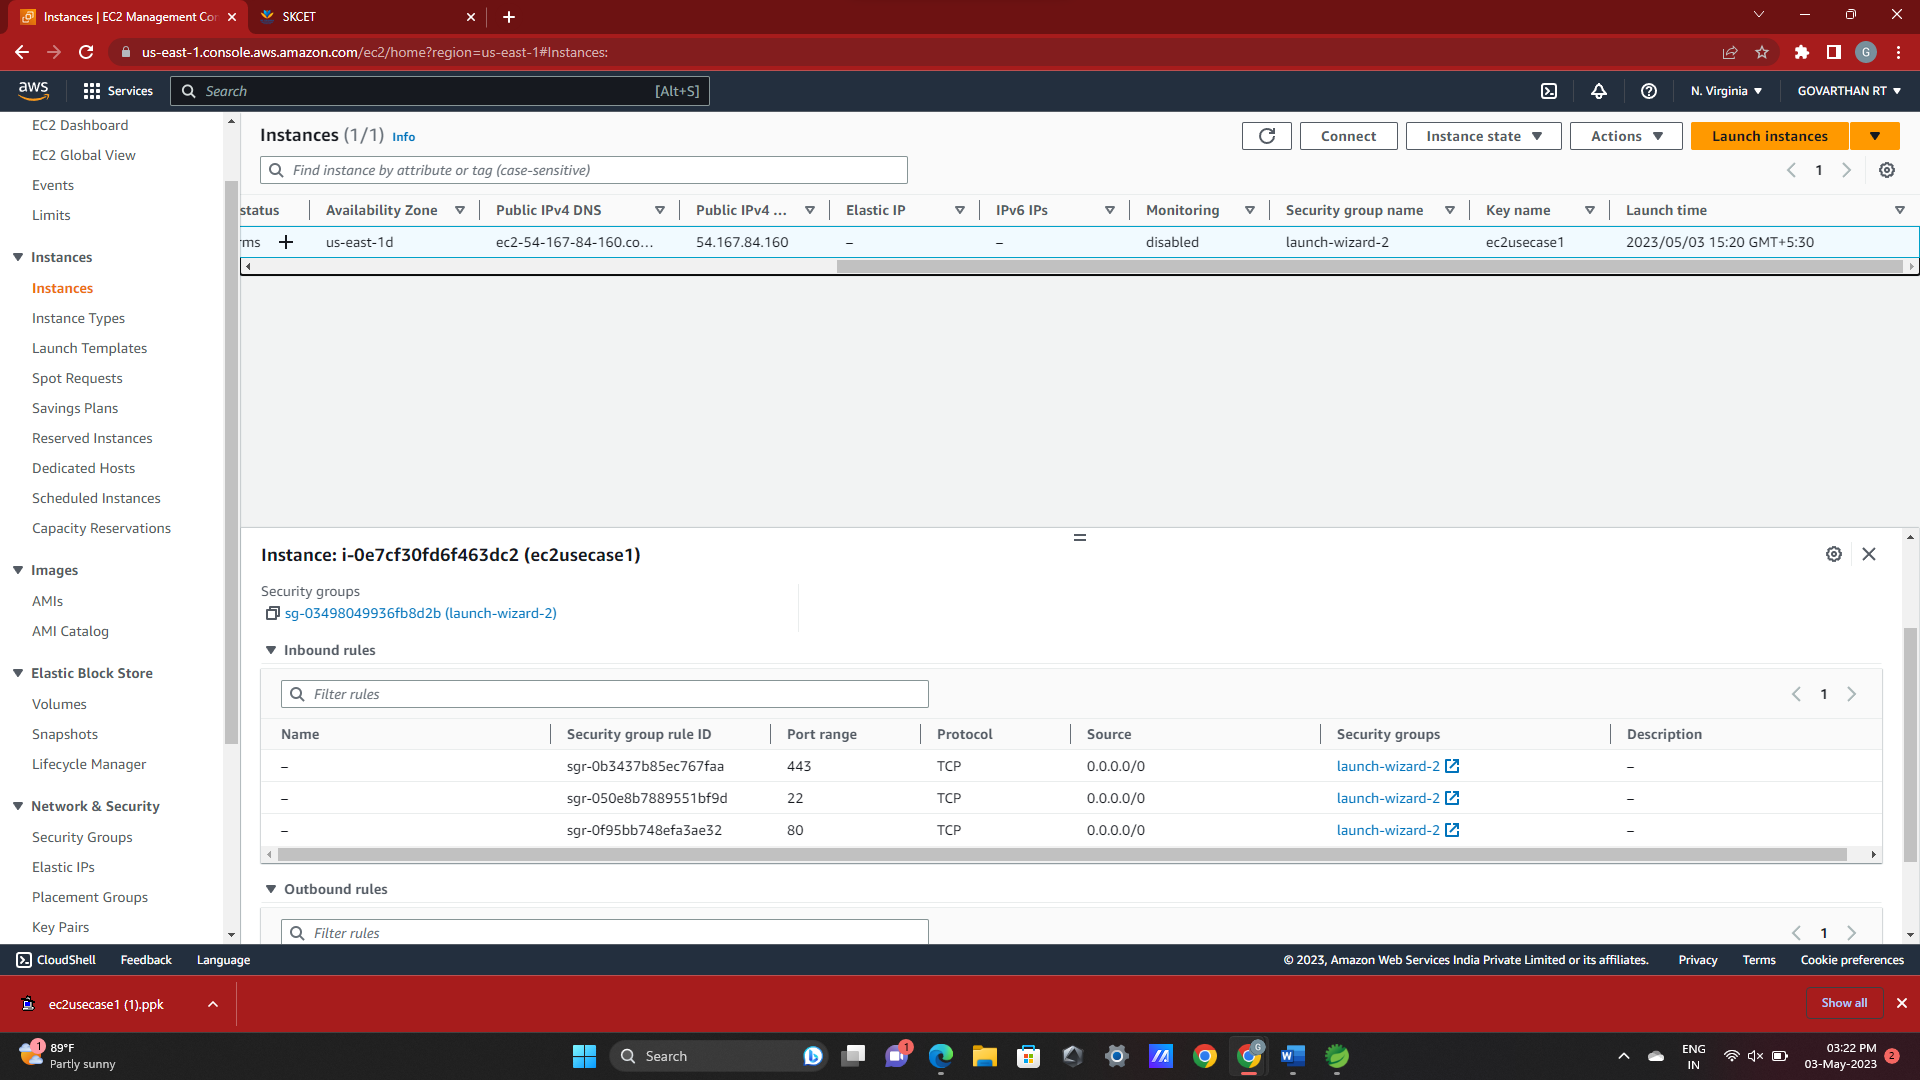 Instances | EC2 Management Con
SKCET
us-east-1.console.aws.amazon.com/ec2/home?region=us-east-1#Instances:
G
aws
Services
Search
[Alt+S]
N. Virginia
GOVARTHAN RT
EC2 Dashboard
EC2 Global View
Events
Limits
Instances
Instances
Instance Types
Launch Templates
Spot Requests
Savings Plans
Reserved Instances
Dedicated Hosts
Scheduled Instances
Capacity Reservations
Images
AMIs
AMI Catalog
Elastic Block Store
Volumes
Snapshots
Lifecycle Manager
Network & Security
Security Groups
Elastic IPs
Placement Groups
Key Pairs
Instances (1/1) Info
Connect
Instance state
Actions
Launch instances
Find instance by attribute or tag (case-sensitive)
1
status Availability Zone Public IPv4 DNS Public IPv4 ... Elastic IP IPv6 IPs Monitoring Security group name Key name Launch time
rms + us-east-1d ec2-54-167-84-160.co... 54.167.84.160 – – disabled launch-wizard-2 ec2usecase1 2023/05/03 15:20 GMT+5:30
Instance: i-0e7cf30fd6f463dc2 (ec2usecase1)
Security groups
sg-03498049936fb8d2b (launch-wizard-2)
Inbound rules
Filter rules
1
Name Security group rule ID Port range Protocol Source Security groups Description
– sgr-0b3437b85ec767faa 443 TCP 0.0.0.0/0 launch-wizard-2 –
– sgr-050e8b7889551bf9d 22 TCP 0.0.0.0/0 launch-wizard-2 –
– sgr-0f95bb748efa3ae32 80 TCP 0.0.0.0/0 launch-wizard-2 –
Outbound rules
Filter rules
1
CloudShell
Feedback
Language
© 2023, Amazon Web Services India Private Limited or its affiliates.
Privacy
Terms
Cookie preferences
ec2usecase1 (1).ppk
Show all
1
89°F
Partly sunny
Search
1
G
W
ENG
IN
03:22 PM
03-May-2023
2